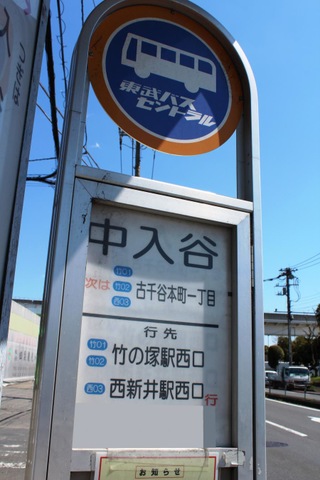 東武バス
セントラル
中入谷
次は 竹01 竹02 西03 古千谷本町一丁目
行先
竹01 竹02 竹の塚駅西口
西03 西新井駅西口行
お知らせ